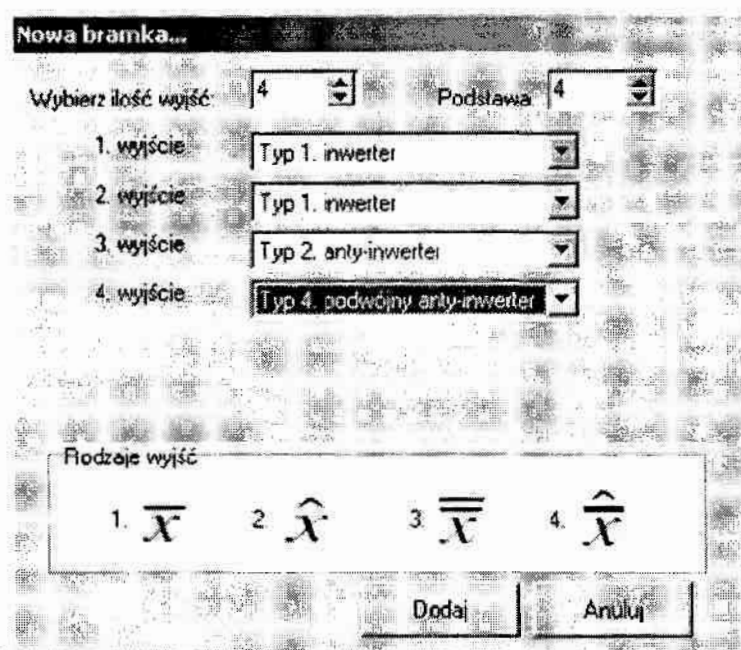 Nowa bramka...
Wybierz ilość wyjść: 4 Podstawa: 4
1. wyjście Typ 1. inwerter
2. wyjście Typ 1. inwerter
3. wyjście Typ 2. anty-inwerter
4. wyjście Typ 4. podwójny anty-inwerter
Rodzaje wyjść
1. x̅ 2. x̂ 3. x̿ 4. x̅̂
Dodaj Anuluj